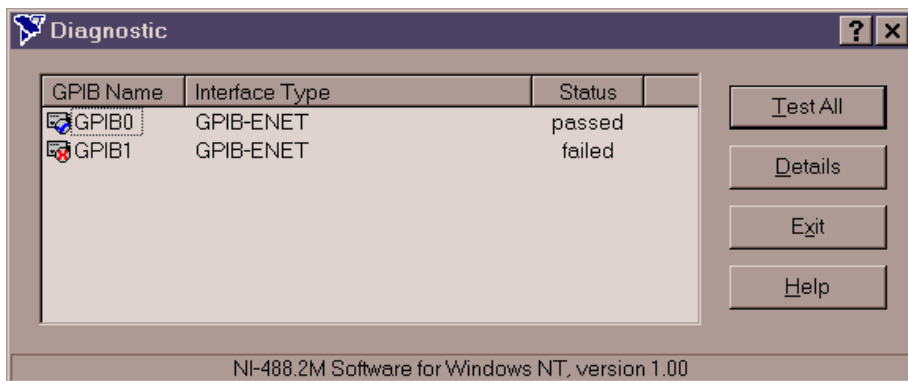 Diagnostic
GPIB Name Interface Type Status
GPIB0 GPIB-ENET passed
GPIB1 GPIB-ENET failed
Test All
Details
Exit
Help
NI-488.2M Software for Windows NT, version 1.00